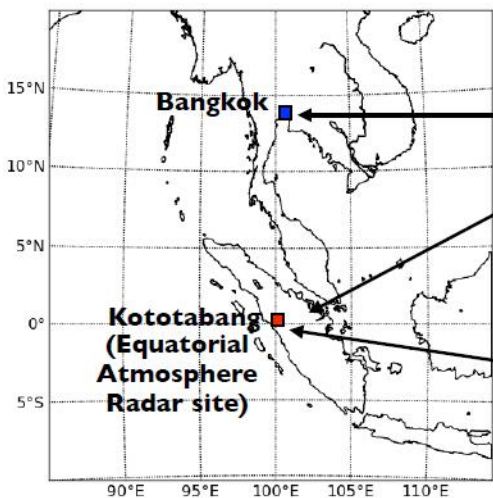 15°N
Bangkok
10°N
5°N
0°
Kototabang
(Equatorial
Atmosphere
Radar site)
5°S
90°E 95°E 100°E 105°E 110°E